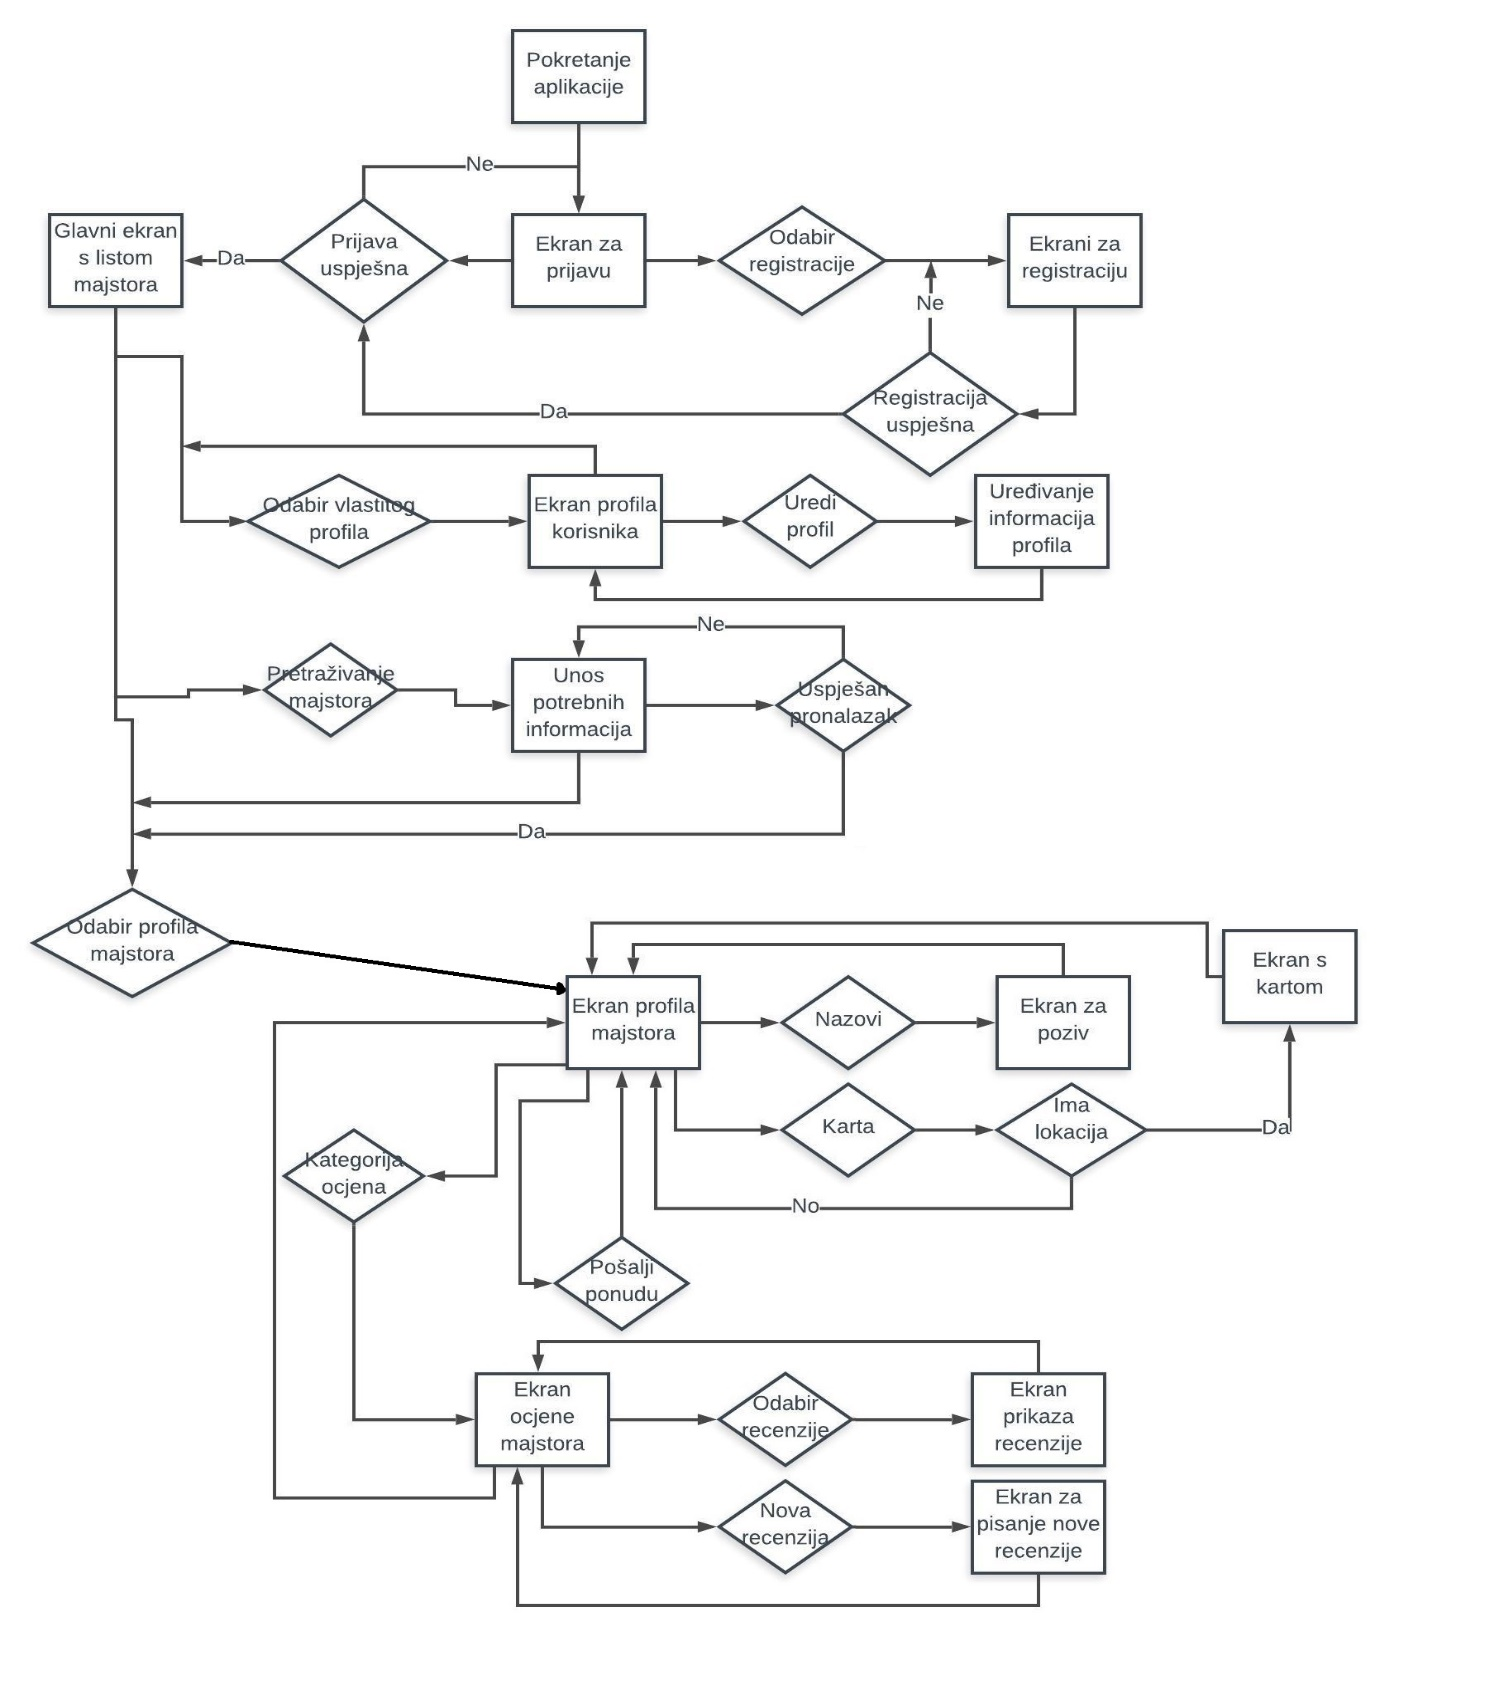 Pokretanje
aplikacije
Ne
Glavni ekran
s listom
majstora
Da
Prijava
uspješna
Ekran za
prijavu
Odabir
registracije
Ekrani za
registraciju
Ne
Registracija
uspješna
Da
Odabir vlastitog
profila
Ekran profila
korisnika
Uredi
profil
Uređivanje
informacija
profila
Ne
Pretraživanje
majstora
Unos
potrebnih
informacija
Uspješan
pronalazak
Da
Odabir profila
majstora
Ekran profila
majstora
Nazovi
Ekran za
poziv
Ekran s
kartom
Karta
Ima
lokacija
Da
No
Kategorija
ocjena
Pošalji
ponudu
Ekran
ocjene
majstora
Odabir
recenzije
Ekran
prikaza
recenzije
Nova
recenzija
Ekran za
pisanje nove
recenzije